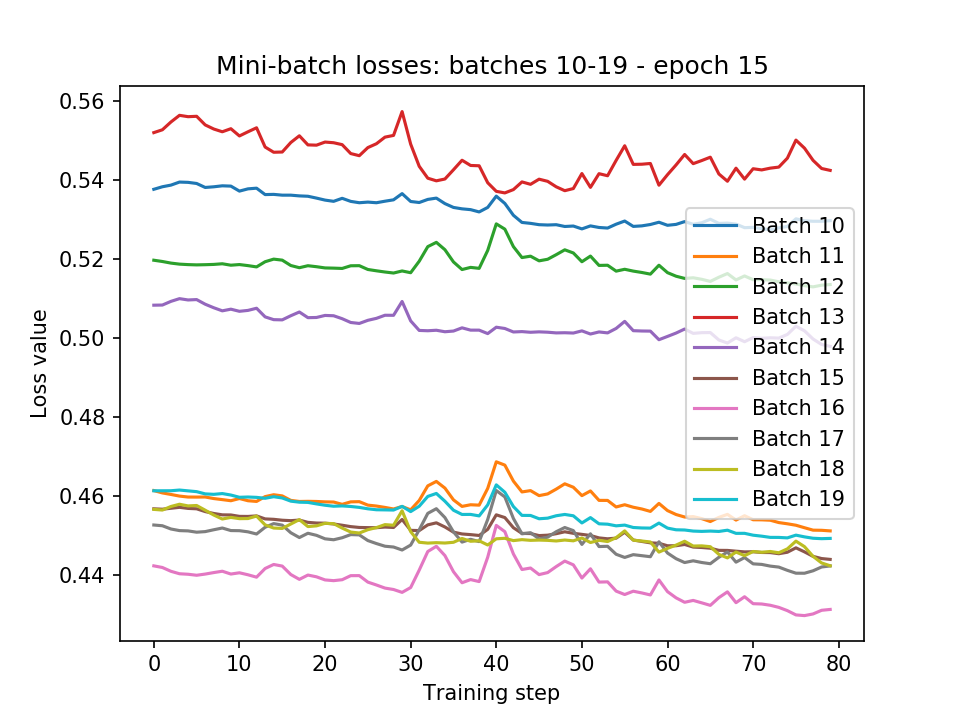 Mini-batch losses: batches 10-19 - epoch 15
0.56
0.54
0.52
0.50
0.48
0.46
0.44
Loss value
0
10
20
30
40
50
60
70
80
Training step
Batch 10
Batch 11
Batch 12
Batch 13
Batch 14
Batch 15
Batch 16
Batch 17
Batch 18
Batch 19